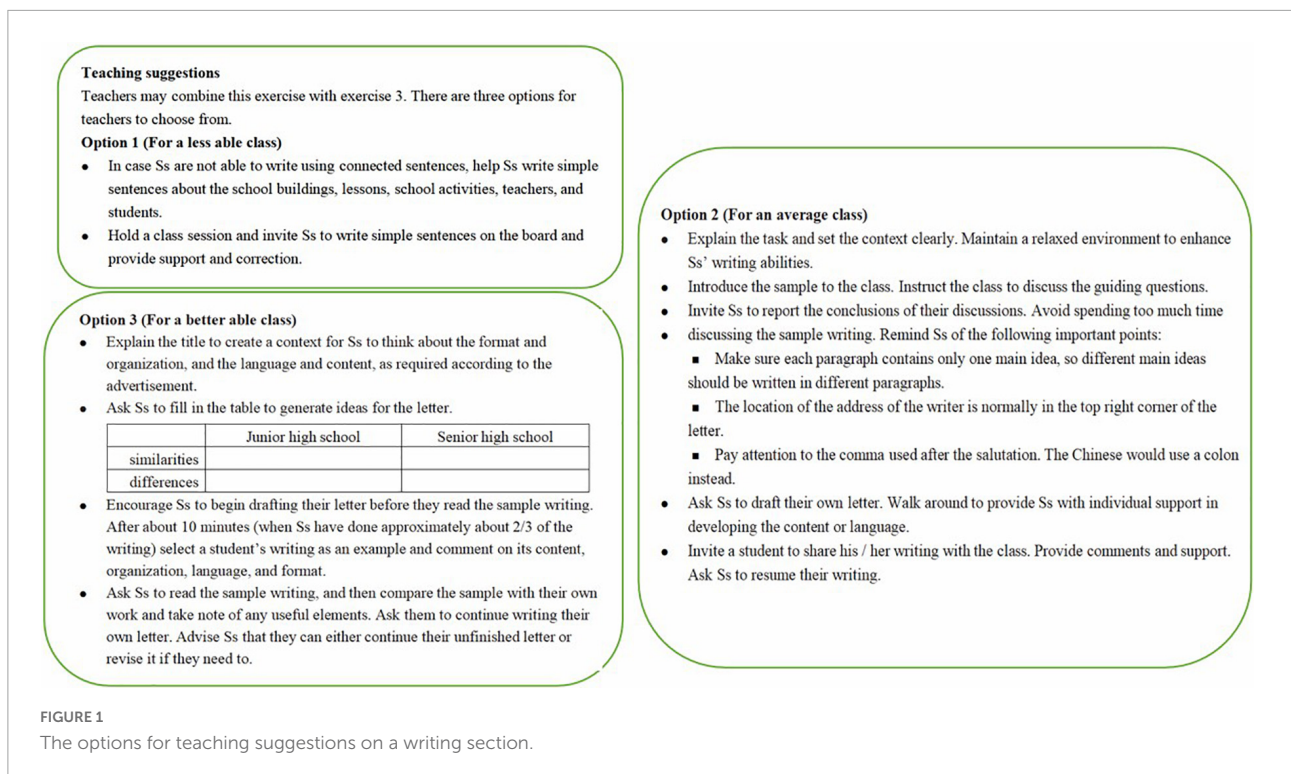 Teaching suggestions
Teachers may combine this exercise with exercise 3. There are three options for
teachers to choose from.
Option 1 (For a less able class)
• In case Ss are not able to write using connected sentences, help Ss write simple
sentences about the school buildings, lessons, school activities, teachers, and
students.
• Hold a class session and invite Ss to write simple sentences on the board and
provide support and correction.
Option 3 (For a better able class)
• Explain the title to create a context for Ss to think about the format and
organization, and the language and content, as required according to the
advertisement.
• Ask Ss to fill in the table to generate ideas for the letter.
Junior high school Senior high school
similarities
differences
• Encourage Ss to begin drafting their letter before they read the sample writing.
After about 10 minutes (when Ss have done approximately about 2/3 of the
writing) select a student's writing as an example and comment on its content,
organization, language, and format.
• Ask Ss to read the sample writing, and then compare the sample with their own
work and take note of any useful elements. Ask them to continue writing their
own letter. Advise Ss that they can either continue their unfinished letter or
revise it if they need to.
Option 2 (For an average class)
• Explain the task and set the context clearly. Maintain a relaxed environment to enhance
Ss' writing abilities.
• Introduce the sample to the class. Instruct the class to discuss the guiding questions.
• Invite Ss to report the conclusions of their discussions. Avoid spending too much time
• discussing the sample writing. Remind Ss of the following important points:
▪ Make sure each paragraph contains only one main idea, so different main ideas
should be written in different paragraphs.
▪ The location of the address of the writer is normally in the top right corner of the
letter.
▪ Pay attention to the comma used after the salutation. The Chinese would use a colon
instead.
• Ask Ss to draft their own letter. Walk around to provide Ss with individual support in
developing the content or language.
• Invite a student to share his / her writing with the class. Provide comments and support.
Ask Ss to resume their writing.
FIGURE 1
The options for teaching suggestions on a writing section.